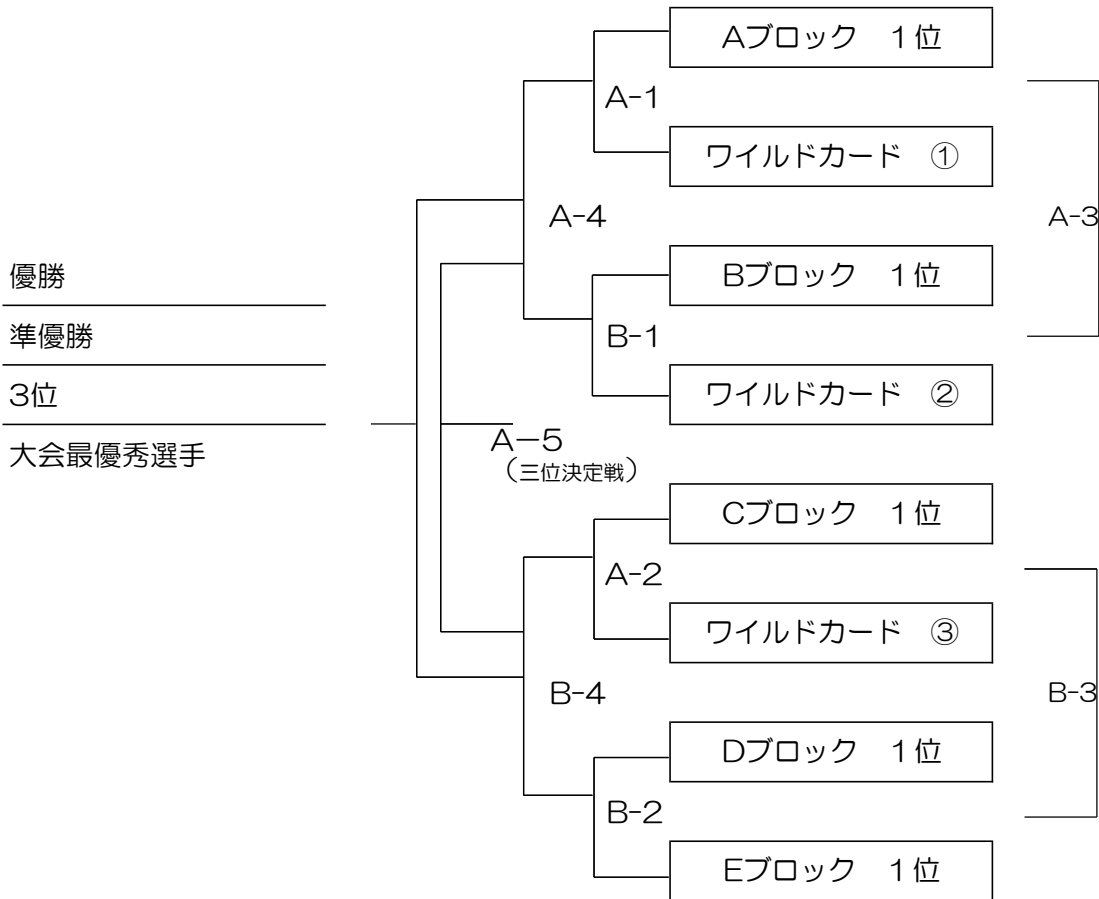 Aブロック　1位
A-1
ワイルドカード　①
A-4
A-3
Bブロック　1位
優勝
準優勝
B-1
3位
ワイルドカード　②
大会最優秀選手
A-5
(三位決定戦)
Cブロック　1位
A-2
ワイルドカード　③
B-4
B-3
Dブロック　1位
B-2
Eブロック　1位